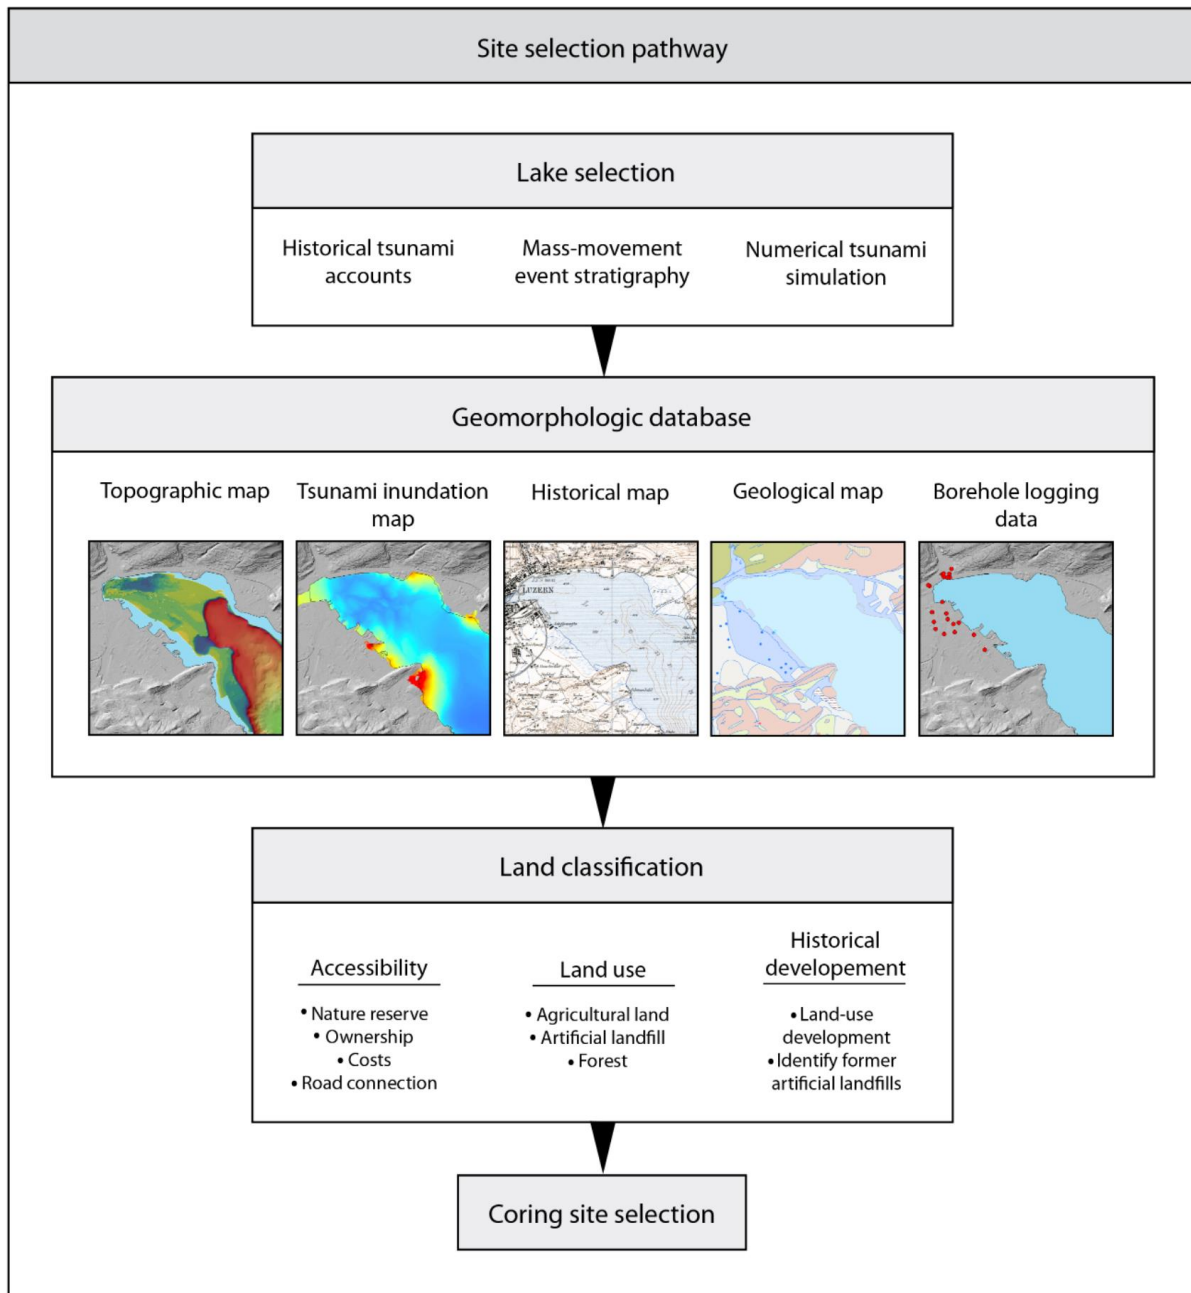 Site selection pathway
Lake selection
Historical tsunami
accounts
Mass-movement
event stratigraphy
Numerical tsunami
simulation
Geomorphologic database
Topographic map
Tsunami inundation
map
Historical map
Geological map
Borehole logging
data
LUZERN
Land classification
Accessibility
• Nature reserve
• Ownership
• Costs
• Road connection
Land use
• Agricultural land
• Artificial landfill
• Forest
Historical
developement
• Land-use
development
• Identify former
artificial landfills
Coring site selection